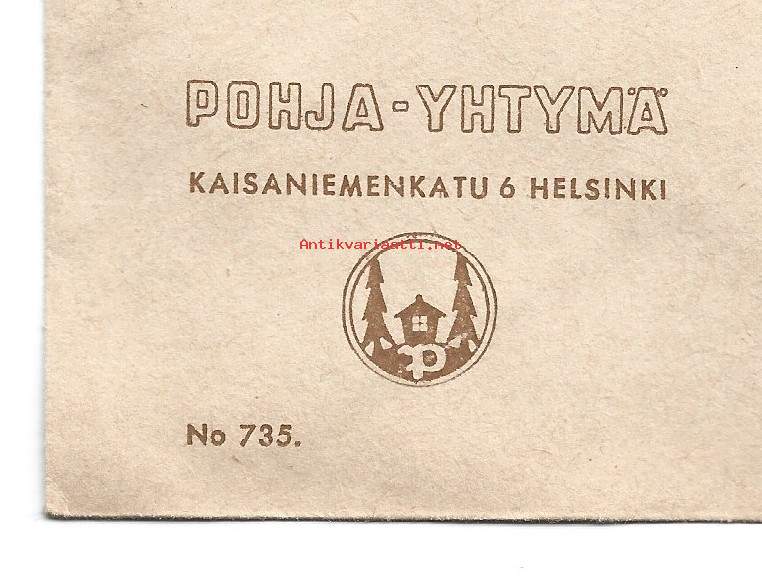 POHJA-YHTYMÄ
KAISANIEMENKATU 6 HELSINKI
Antikvariaatti.net
p
No 735.